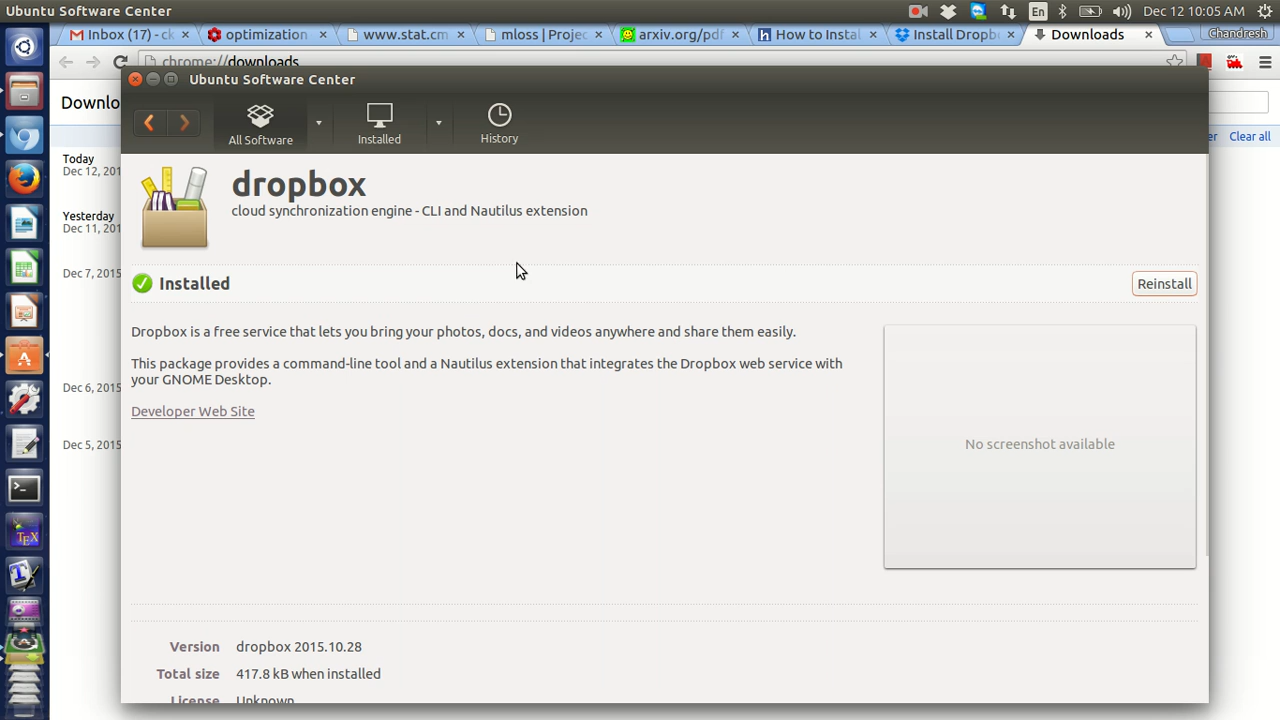 Ubuntu Software Center
En
Dec 12 10:05 AM
Inbox (17) - ck
optimization
www.stat.cm
mloss | Projec
arxiv.org/pdf
How to Instal
Install Dropb
Downloads
Chandresh
chrome://downloads
Ubuntu Software Center
Downlo
All Software
Installed
History
er
Clear all
Today
Dec 12, 201
Yesterday
Dec 11, 201
Dec 7, 2015
Dec 6, 2015
Dec 5, 2015
dropbox
cloud synchronization engine - CLI and Nautilus extension
Installed
Reinstall
Dropbox is a free service that lets you bring your photos, docs, and videos anywhere and share them easily.
This package provides a command-line tool and a Nautilus extension that integrates the Dropbox web service with
your GNOME Desktop.
Developer Web Site
No screenshot available
TEX
Version dropbox 2015.10.28
Total size 417.8 kB when installed
License Unknown